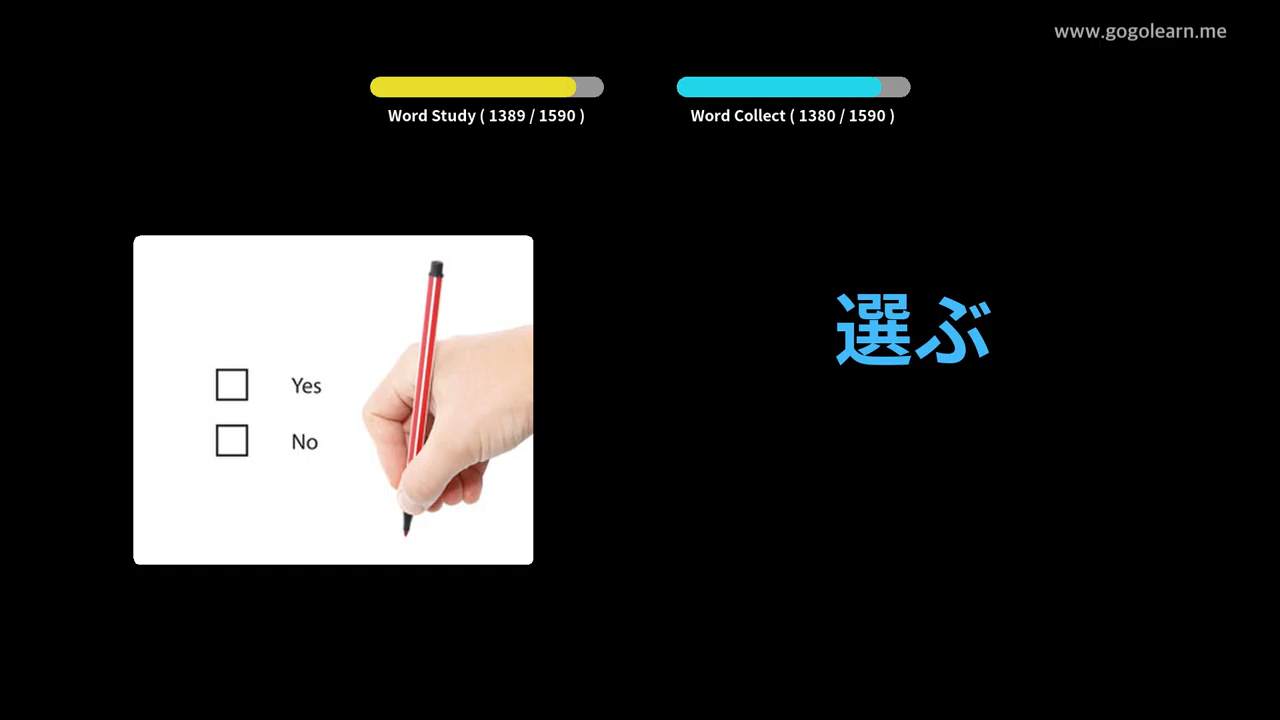 www.gogolearn.me
Word Study ( 1389 / 1590 )
Word Collect ( 1380 / 1590 )
選ぶ
Yes
No